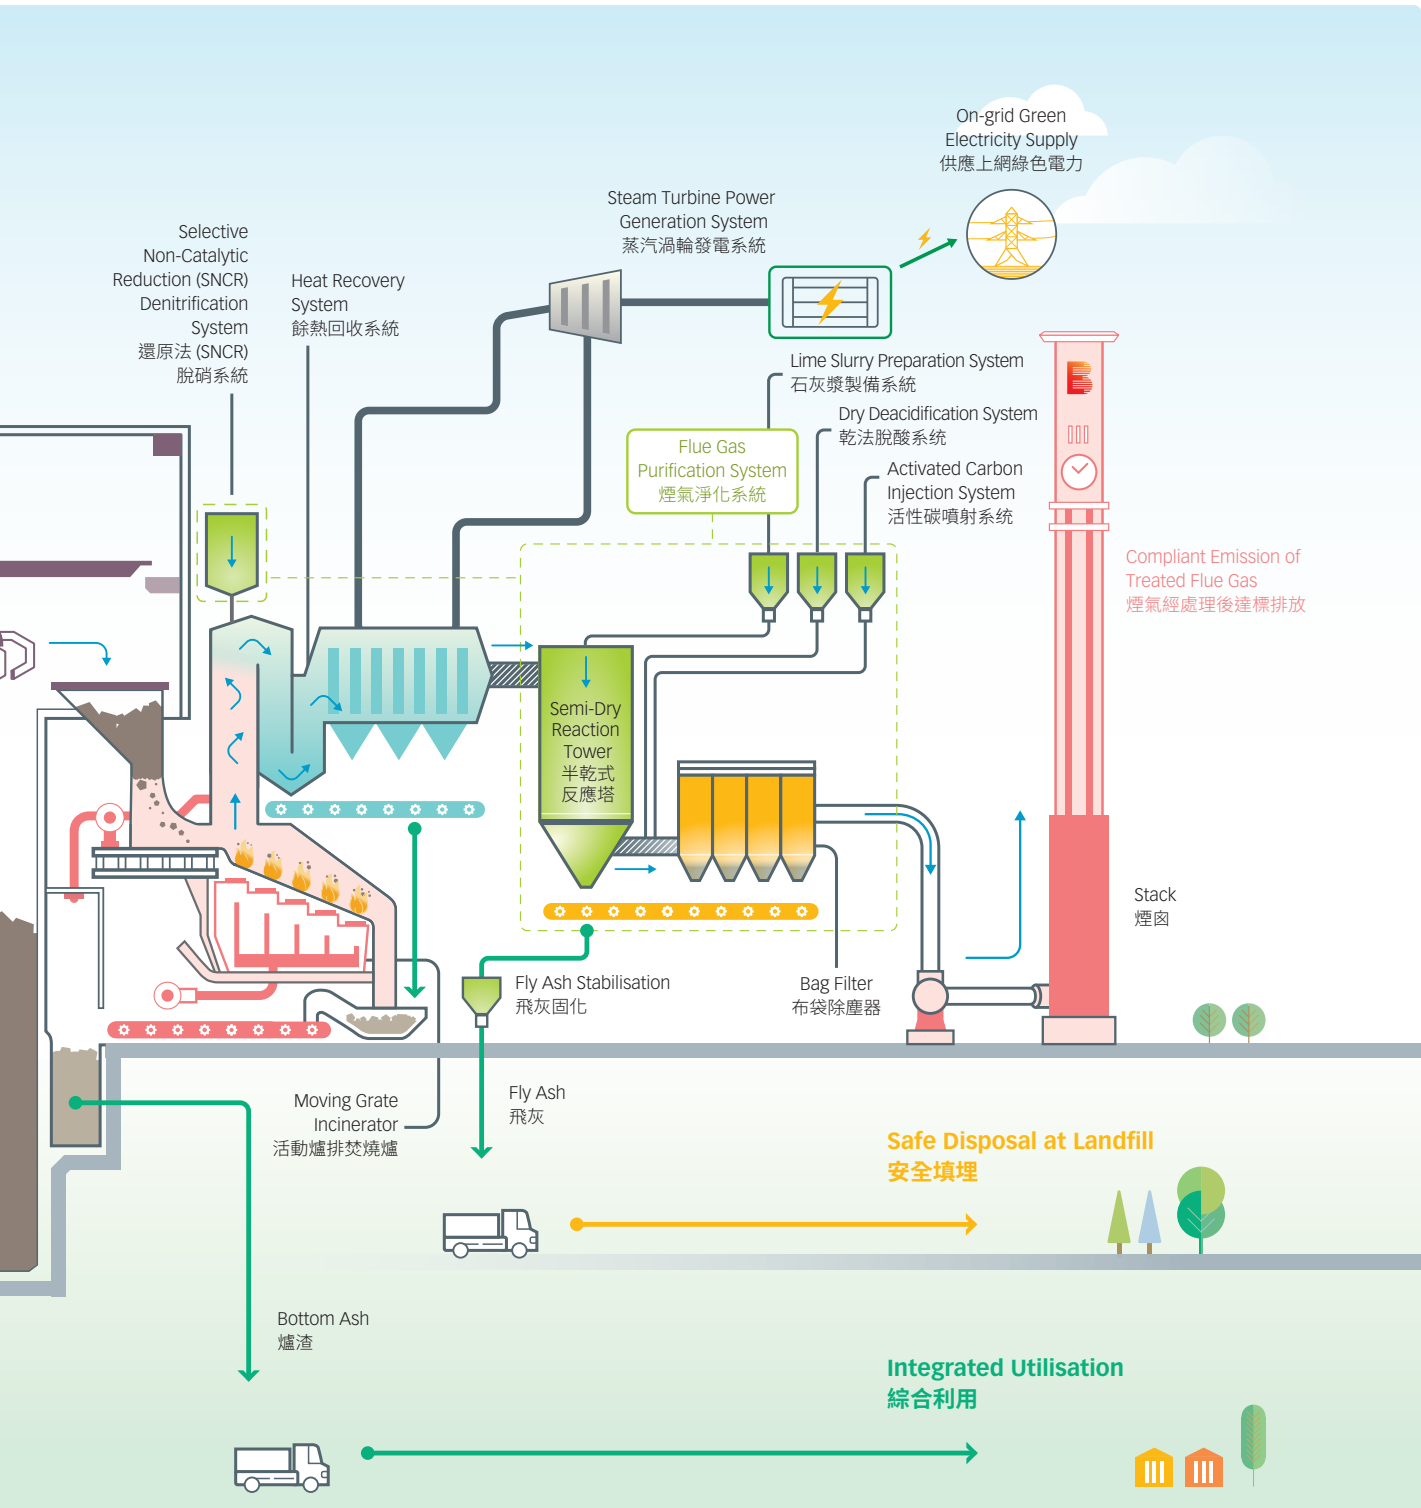 On-grid Green
Electricity Supply
供應上網綠色電力
Steam Turbine Power
Generation System
蒸汽渦輪發電系統
Selective
Non-Catalytic
Reduction (SNCR)
Denitrification
System
還原法 (SNCR)
脫硝系統
Heat Recovery
System
餘熱回收系統
Lime Slurry Preparation System
石灰漿製備系統
Dry Deacidification System
乾法脫酸系统
Flue Gas
Purification System
煙氣淨化系統
Activated Carbon
Injection System
活性碳噴射系统
Compliant Emission of
Treated Flue Gas
煙氣經處理後達標排放
Semi-Dry
Reaction
Tower
半乾式
反應塔
Stack
煙囪
Fly Ash Stabilisation
飛灰固化
Bag Filter
布袋除塵器
Fly Ash
飛灰
Moving Grate
Incinerator
活動爐排焚燒爐
Safe Disposal at Landfill
安全填埋
Bottom Ash
爐渣
Integrated Utilisation
綜合利用